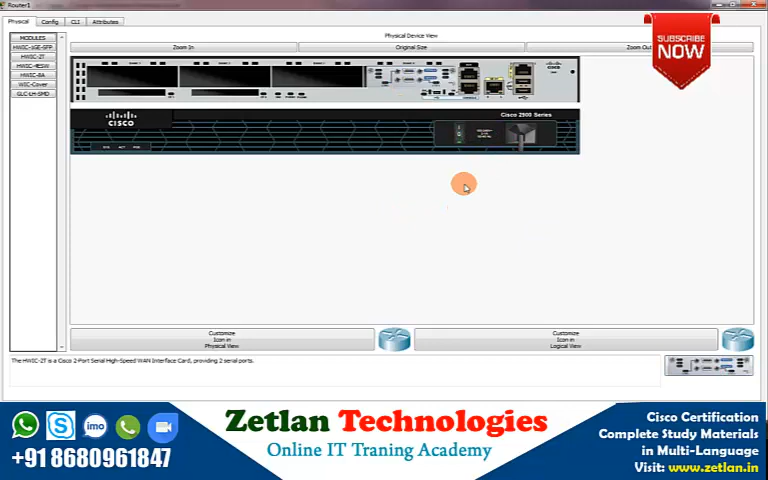 Router1
Physical
Config
CLI
Attributes
MODULES
HWIC-1GE-SFP
HWIC-2T
HWIC-4ESW
HWIC-8A
WIC-Cover
GLC-LH-SMD
Physical Device View
Zoom In
Original Size
Zoom Out
SUBSCRIBE
NOW
CISCO
Cisco 2900 Series
SYS ACT POE
Customize
Icon in
Physical View
Customize
Icon in
Logical View
The HWIC-2T is a Cisco 2-Port Serial High-Speed WAN Interface Card, providing 2 serial ports.
imo
+91 8680961847
Zetlan Technologies
Online IT Traning Academy
Cisco Certification
Complete Study Materials
in Multi-Language
Visit: www.zetlan.in